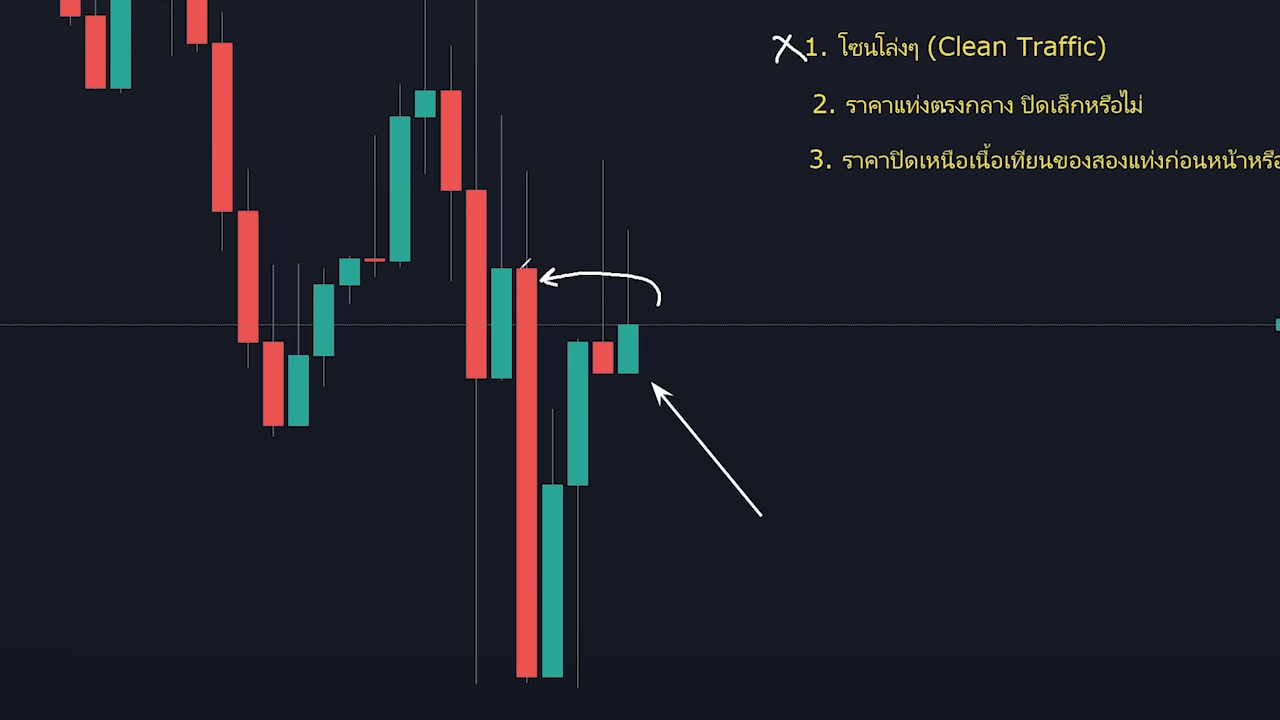 1. โซนโล่งๆ (Clean Traffic)
2. ราคาแท่งตรงกลาง ปิดเล็กหรือไม่
3. ราคาปิดเหนือเนื้อเทียนของสองแท่งก่อนหน้าหรือ